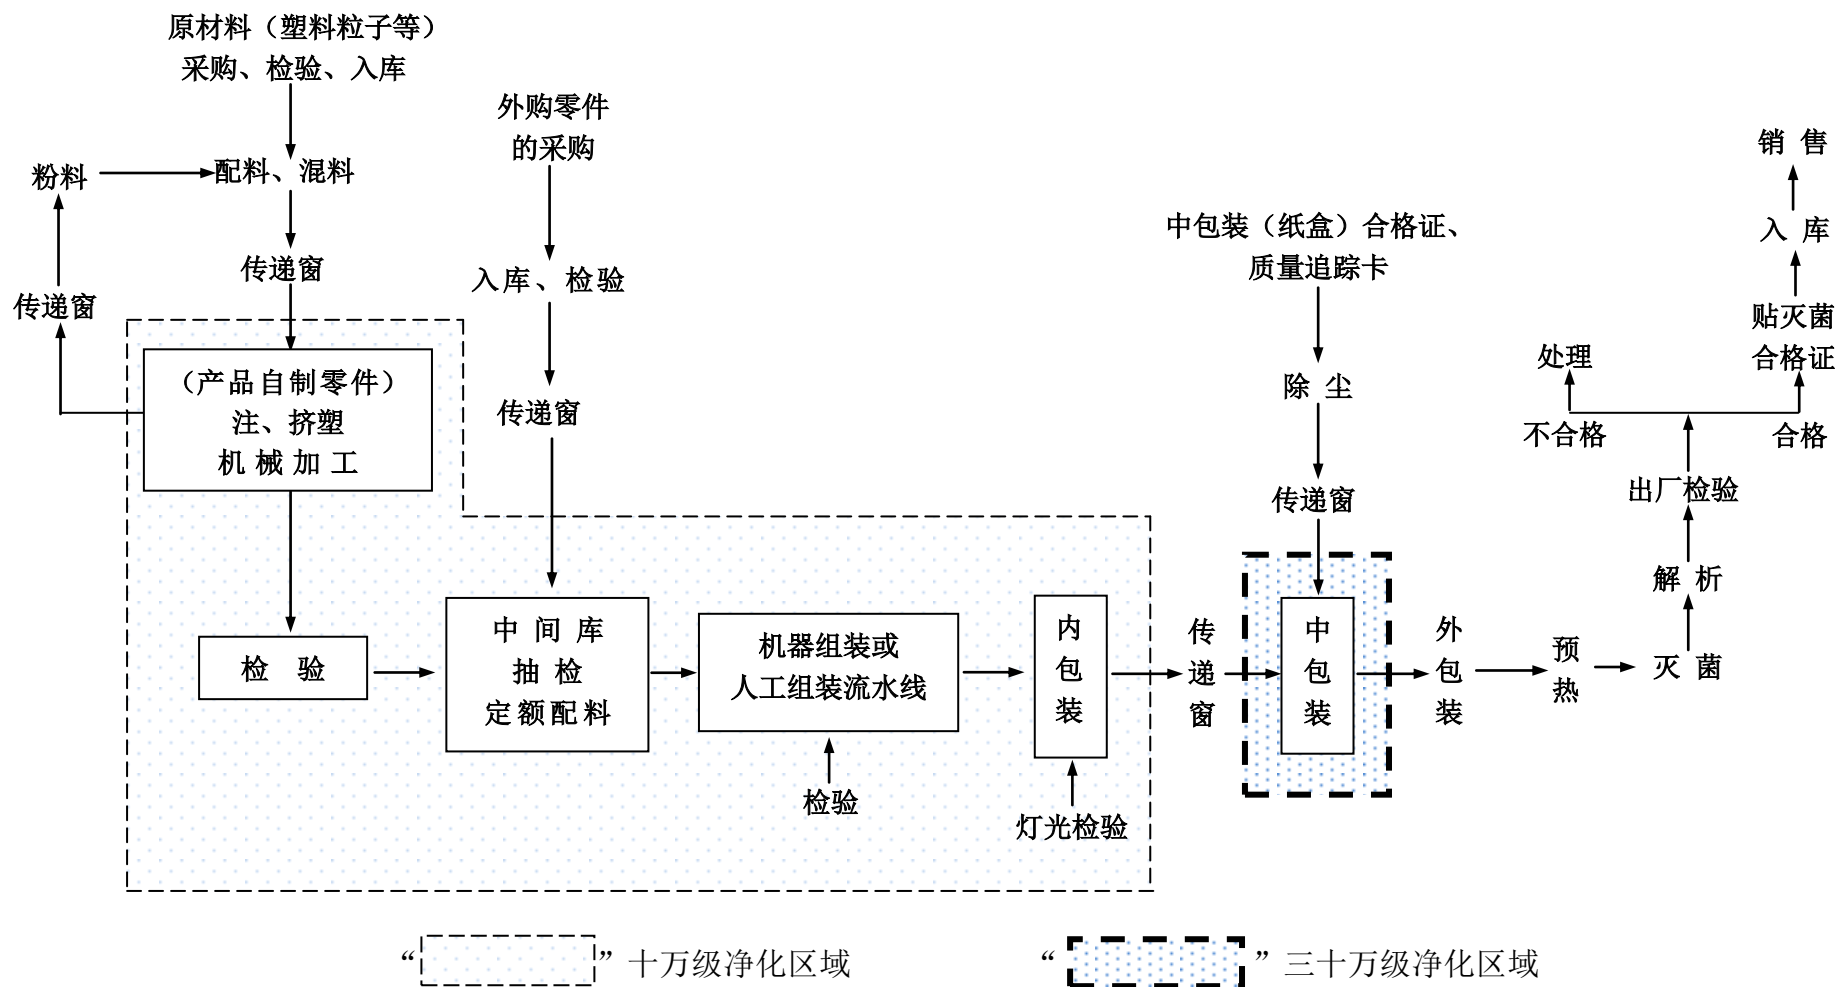 原材料（塑料粒子等）
采购、检验、入库
外购零件
的采购
粉料
配料、混料
传递窗
传递窗
入库、检验
（产品自制零件）
注、挤塑
机械加工
传递窗
检 验
中间库
抽检
定额配料
机器组装或
人工组装流水线
检验
内
包
装
灯光检验
传
递
窗
中包装（纸盒）合格证、
质量追踪卡
除 尘
传递窗
中
包
装
外
包
装
预
热
灭 菌
解 析
出厂检验
不合格
合格
处理
贴灭菌
合格证
入 库
销 售
“ ”十万级净化区域
“ ”三十万级净化区域